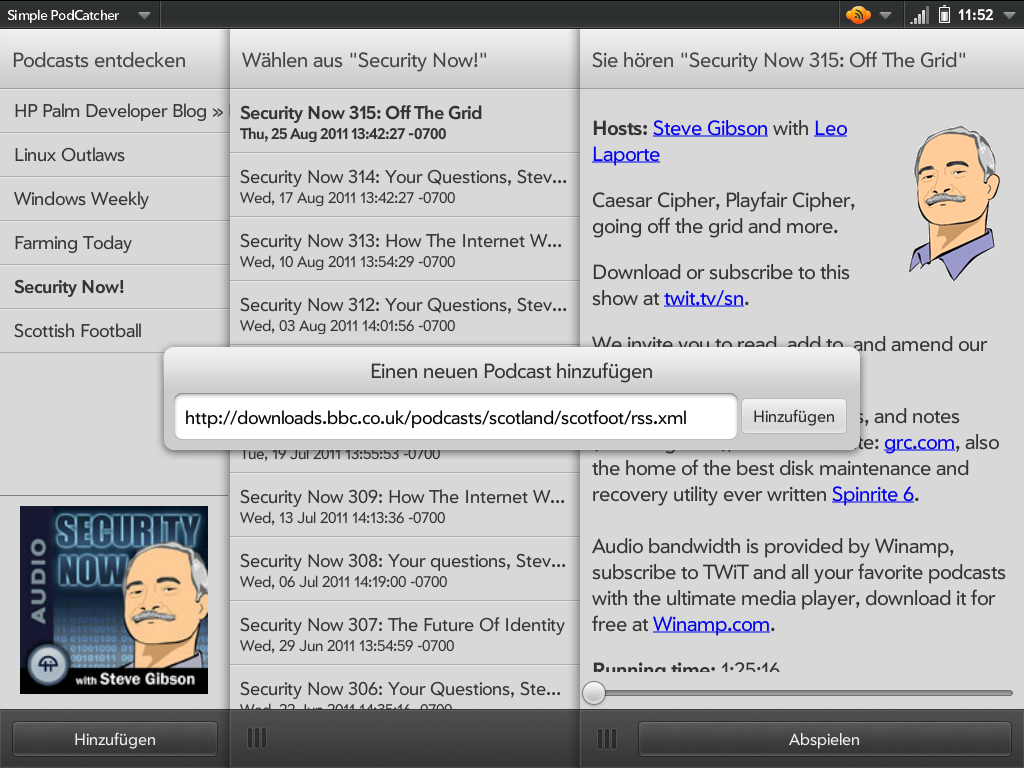 Simple PodCatcher
11:52
Podcasts entdecken
HP Palm Developer Blog »
Linux Outlaws
Windows Weekly
Farming Today
Security Now!
Scottish Football
AUDIO
SECURITY
NOW
with Steve Gibson
Hinzufügen
Wählen aus "Security Now!"
Security Now 315: Off The Grid
Thu, 25 Aug 2011 13:42:27 -0700
Security Now 314: Your Questions, Stev...
Wed, 17 Aug 2011 13:42:27 -0700
Security Now 313: How The Internet W...
Wed, 10 Aug 2011 13:54:29 -0700
Security Now 312: Your Questions, Stev...
Wed, 03 Aug 2011 14:01:56 -0700
Tue, 19 Jul 2011 13:55:53 -0700
Security Now 309: How The Internet W...
Wed, 13 Jul 2011 14:13:36 -0700
Security Now 308: Your questions, Stev...
Wed, 06 Jul 2011 14:19:00 -0700
Security Now 307: The Future Of Identity
Wed, 29 Jun 2011 13:54:59 -0700
Security Now 306: Your Questions, Ste...
Wed, 22 Jun 2011 14:35:16 -0700
Einen neuen Podcast hinzufügen
http://downloads.bbc.co.uk/podcasts/scotland/scotfoot/rss.xml
Hinzufügen
Sie hören "Security Now 315: Off The Grid"
Hosts: Steve Gibson with Leo
Laporte
Caesar Cipher, Playfair Cipher,
going off the grid and more.
Download or subscribe to this
show at twit.tv/sn.
We invite you to read, add to, and amend our
, and notes
te: grc.com, also
the home of the best disk maintenance and
recovery utility ever written Spinrite 6.
Audio bandwidth is provided by Winamp,
subscribe to TWiT and all your favorite podcasts
with the ultimate media player, download it for
free at Winamp.com.
Running time: 1:25:16
Abspielen